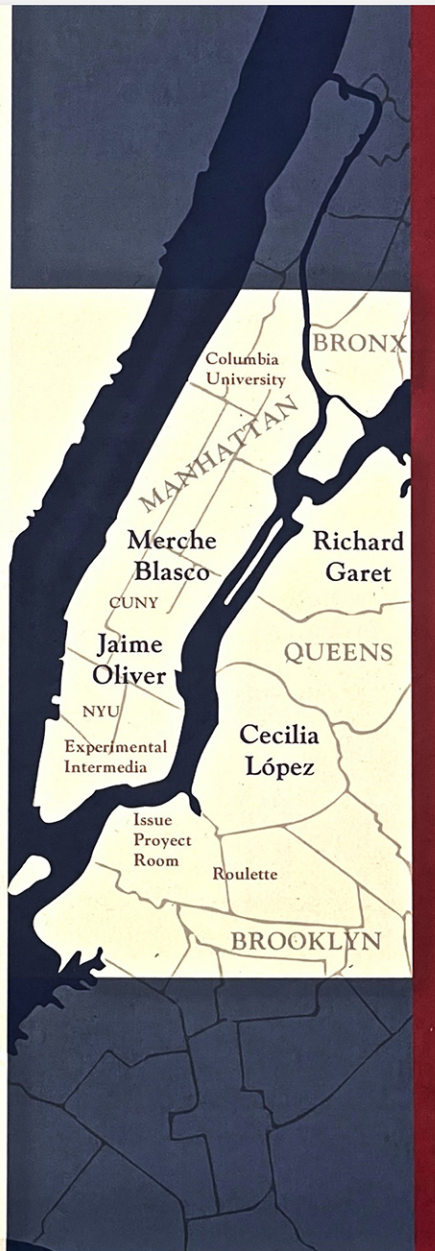 BRONX
Columbia
University
MANHATTAN
Merche
Blasco
Richard
Garet
CUNY
Jaime
Oliver
QUEENS
NYU
Experimental
Intermedia
Cecilia
López
Issue
Proyect
Room
Roulette
BROOKLYN